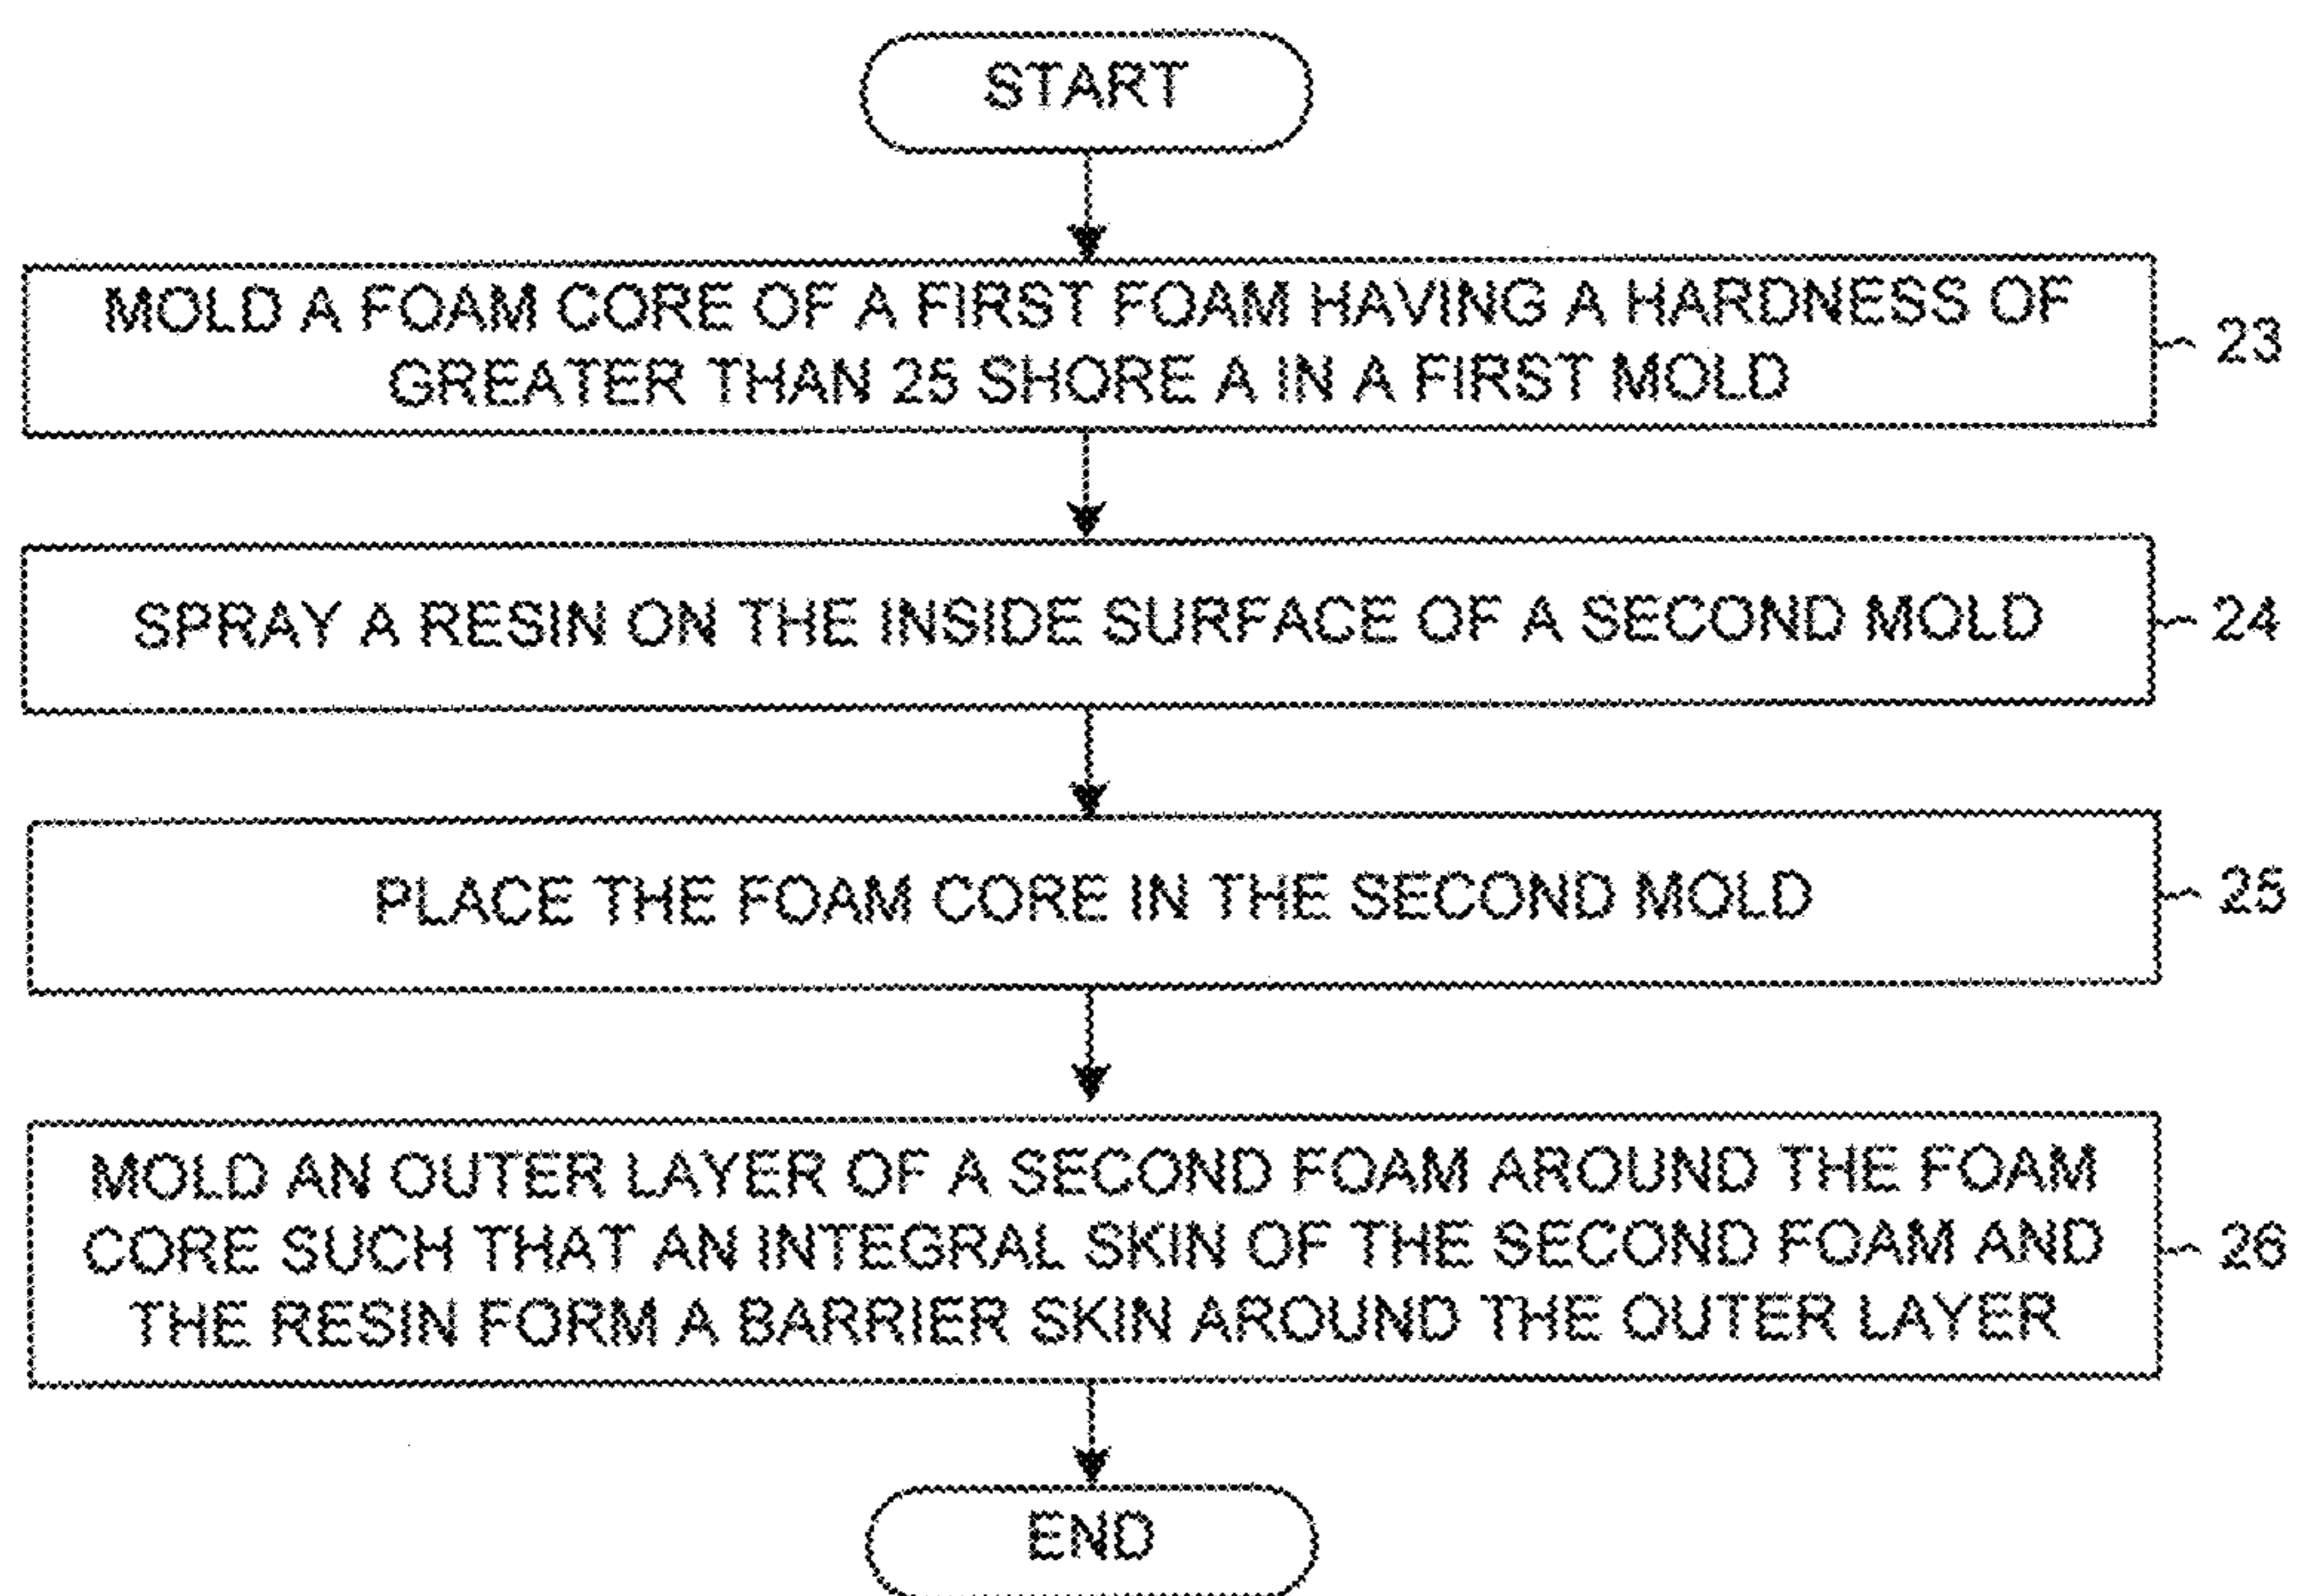 START
MOLD A FOAM CORE OF A FIRST FOAM HAVING A HARDNESS OF
GREATER THAN 25 SHORE A IN A FIRST MOLD
23
SPRAY A RESIN ON THE INSIDE SURFACE OF A SECOND MOLD
24
PLACE THE FOAM CORE IN THE SECOND MOLD
25
MOLD AN OUTER LAYER OF A SECOND FOAM AROUND THE FOAM
CORE SUCH THAT AN INTEGRAL SKIN OF THE SECOND FOAM AND
THE RESIN FORM A BARRIER SKIN AROUND THE OUTER LAYER
26
END